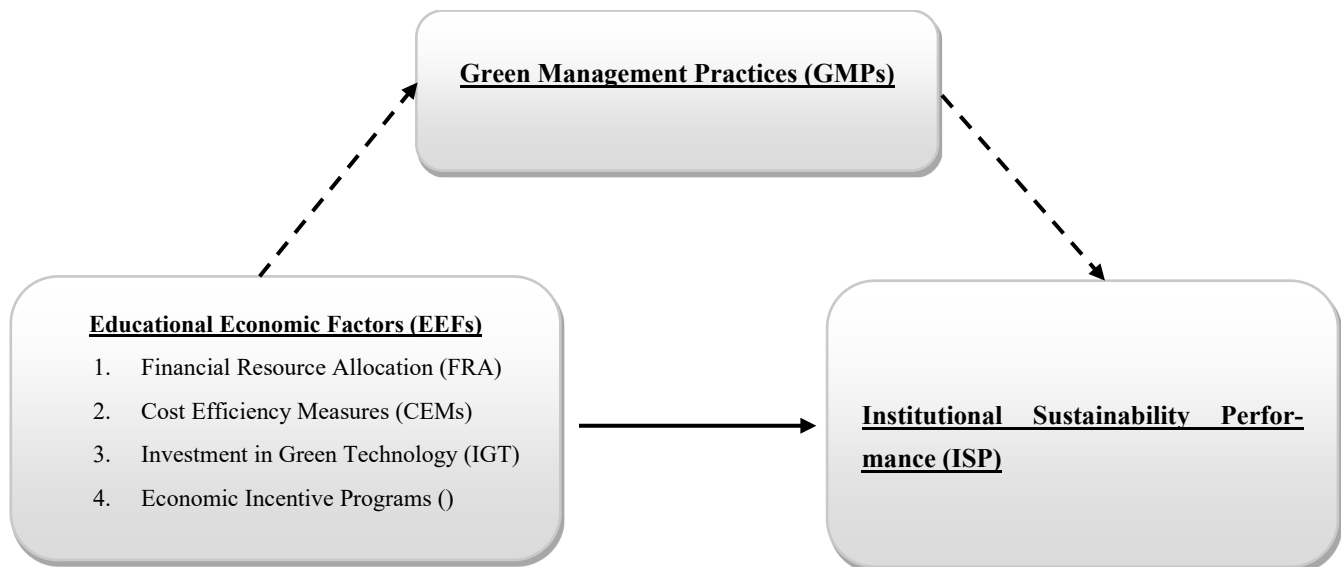 Green Management Practices (GMPs)
Educational Economic Factors (EEFs)
1. Financial Resource Allocation (FRA)
2. Cost Efficiency Measures (CEMs)
3. Investment in Green Technology (IGT)
4. Economic Incentive Programs ()
Institutional Sustainability Perfor-
mance (ISP)